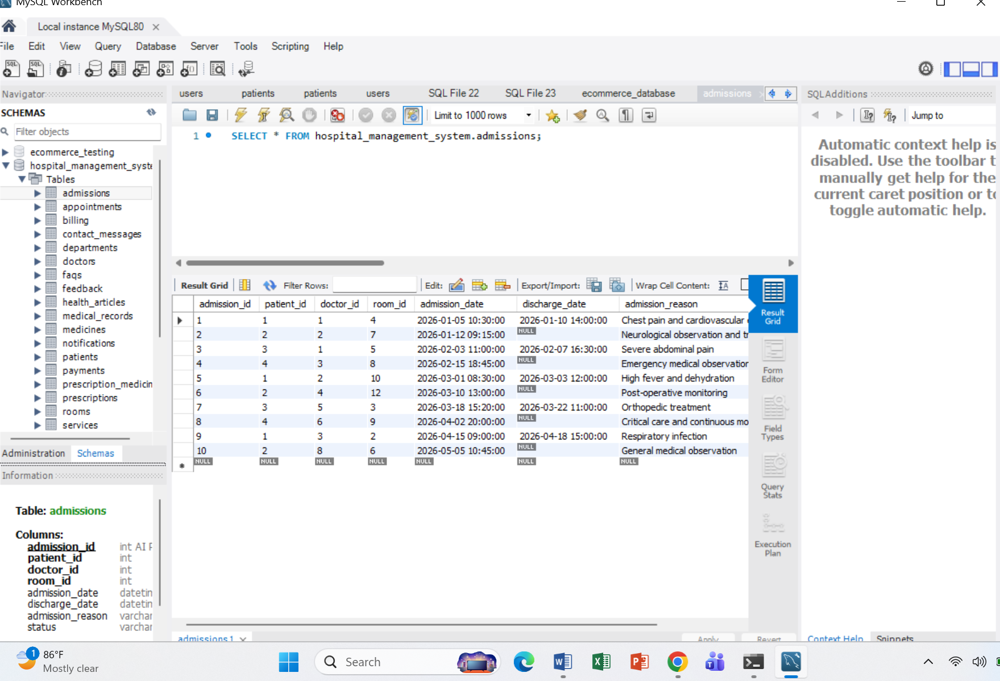 MySQL Workbench
Local instance MySQL80
File Edit View Query Database Server Tools Scripting Help
Navigator
SCHEMAS
Filter objects
ecommerce_testing
hospital_management_syste
Tables
admissions
appointments
billing
contact_messages
departments
doctors
faqs
feedback
health_articles
medical_records
medicines
notifications
patients
payments
prescription_medicin
prescriptions
rooms
services
Administration Schemas
Information
Table: admissions
Columns:
admission_id int AI P
patient_id int
doctor_id int
room_id int
admission_date datetin
discharge_date datetin
admission_reason varchar
status varchar
users patients patients users SQL File 22 SQL File 23 ecommerce_database admissions
Limit to 1000 rows
1 SELECT * FROM hospital_management_system.admissions;
Result Grid Filter Rows: Edit: Export/Import: Wrap Cell Content:
admission_id patient_id doctor_id room_id admission_date discharge_date admission_reason
1 1 1 4 2026-01-05 10:30:00 2026-01-10 14:00:00 Chest pain and cardiovascular
2 2 2 7 2026-01-12 09:15:00 NULL Neurological observation and tr
3 3 1 5 2026-02-03 11:00:00 2026-02-07 16:30:00 Severe abdominal pain
4 4 3 8 2026-02-15 18:45:00 NULL Emergency medical observation
5 1 2 10 2026-03-01 08:30:00 2026-03-03 12:00:00 High fever and dehydration
6 2 4 12 2026-03-10 13:00:00 NULL Post-operative monitoring
7 3 5 3 2026-03-18 15:20:00 2026-03-22 11:00:00 Orthopedic treatment
8 4 6 9 2026-04-02 20:00:00 NULL Critical care and continuous mo
9 1 3 2 2026-04-15 09:00:00 2026-04-18 15:00:00 Respiratory infection
10 2 8 6 2026-05-05 10:45:00 NULL General medical observation
NULL NULL NULL NULL NULL NULL NULL
Result
Grid
Form
Editor
Field
Types
Query
Stats
Execution
Plan
admissions 1
Apply Revert
SQLAdditions
Jump to
Automatic context help is
disabled. Use the toolbar t
manually get help for the
current caret position or to
toggle automatic help.
Context Help Snippets
1
86°F
Mostly clear
Search